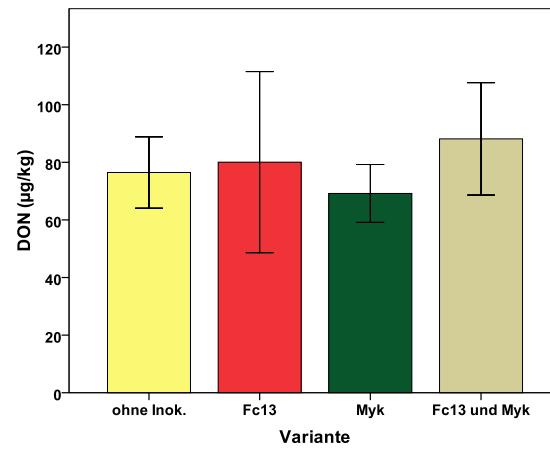 DON (µg/kg)
120
100
80
60
40
20
0
ohne Inok.
Fc13
Myk
Fc13 und Myk
Variante